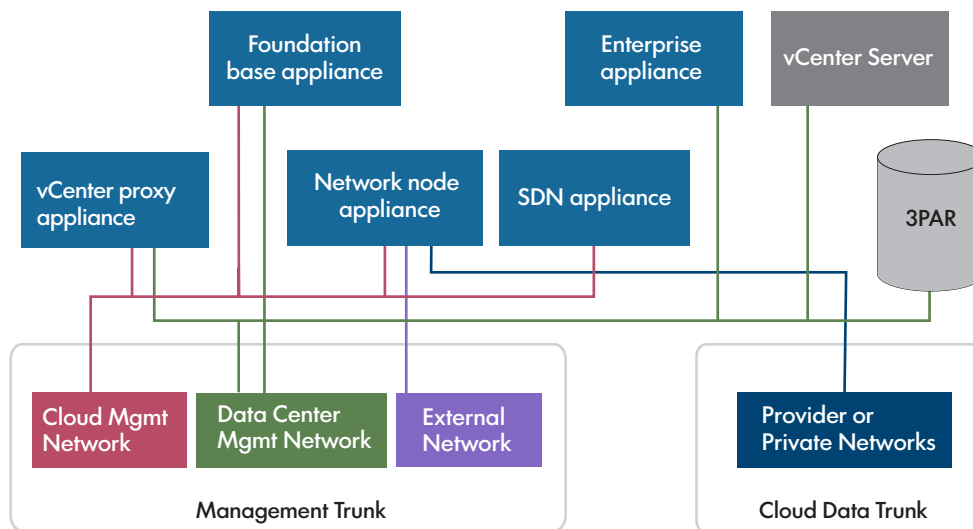 Foundation
base appliance
Enterprise
appliance
vCenter Server
vCenter proxy
appliance
Network node
appliance
SDN appliance
3PAR
Cloud Mgmt
Network
Data Center
Mgmt Network
External
Network
Provider or
Private Networks
Management Trunk
Cloud Data Trunk